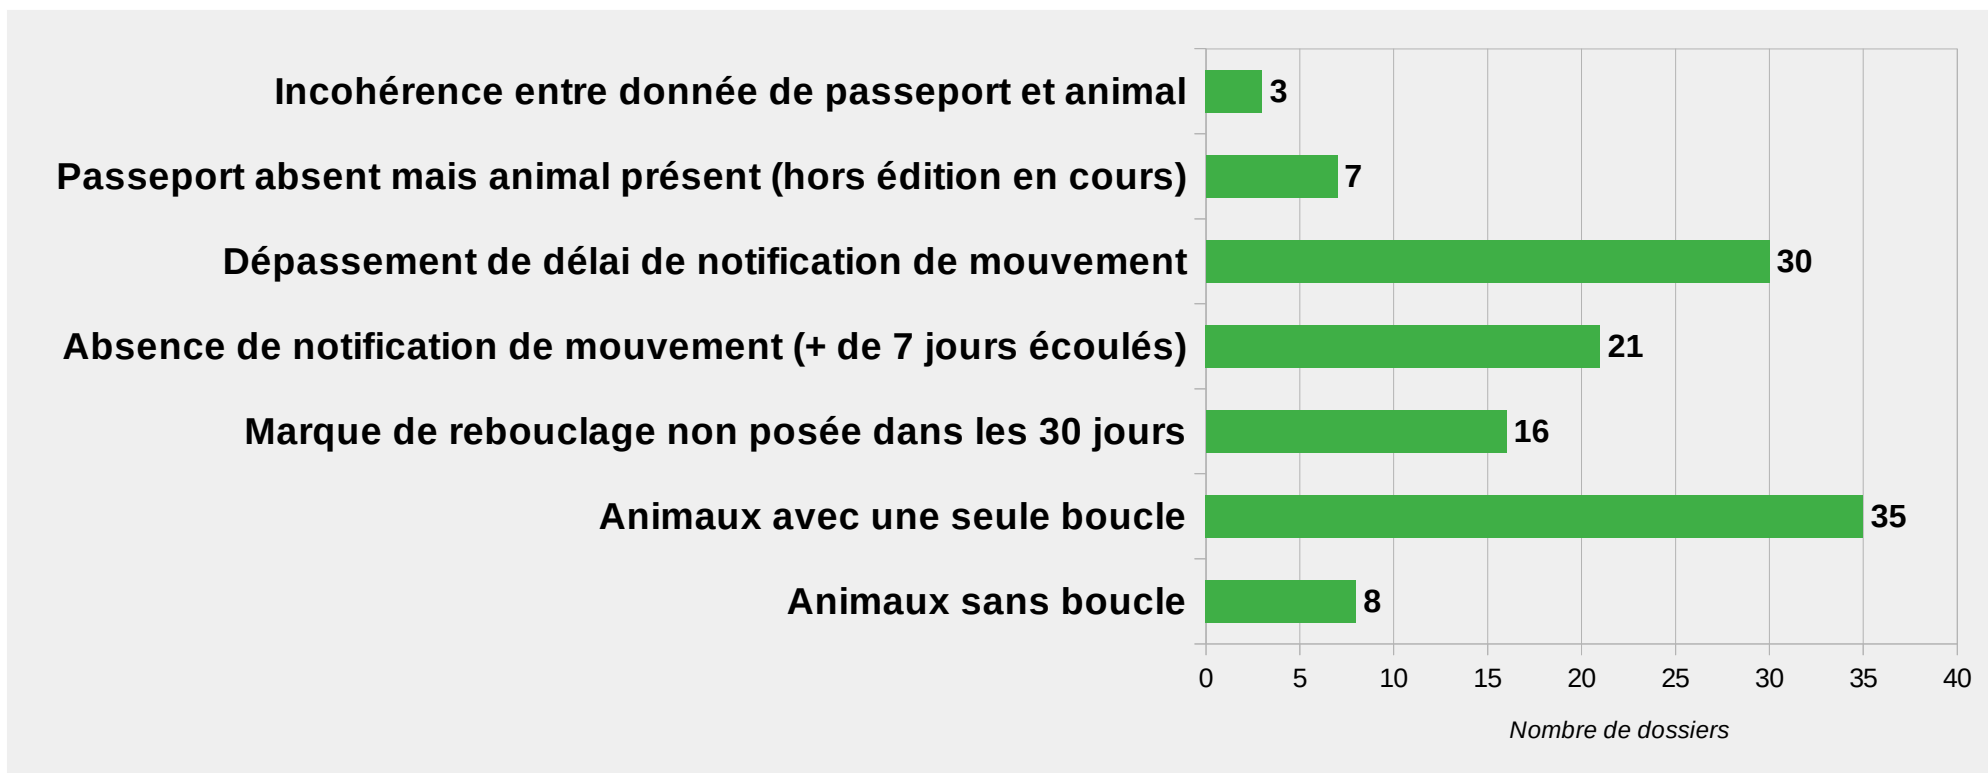 Incohérence entre donnée de passeport et animal 3
Passeport absent mais animal présent (hors édition en cours) 7
Dépassement de délai de notification de mouvement 30
Absence de notification de mouvement (+ de 7 jours écoulés) 21
Marque de rebouclage non posée dans les 30 jours 16
Animaux avec une seule boucle 35
Animaux sans boucle 8
0 5 10 15 20 25 30 35 40
Nombre de dossiers